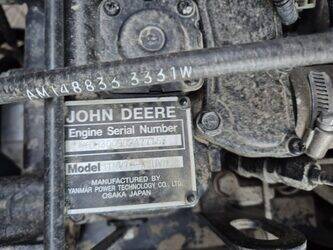 AM148833 3331W
JOHN DEERE
Engine Serial Number
Model
MANUFACTURED BY
YANMAR POWER TECHNOLOGY CO., LTD.
OSAKA JAPAN